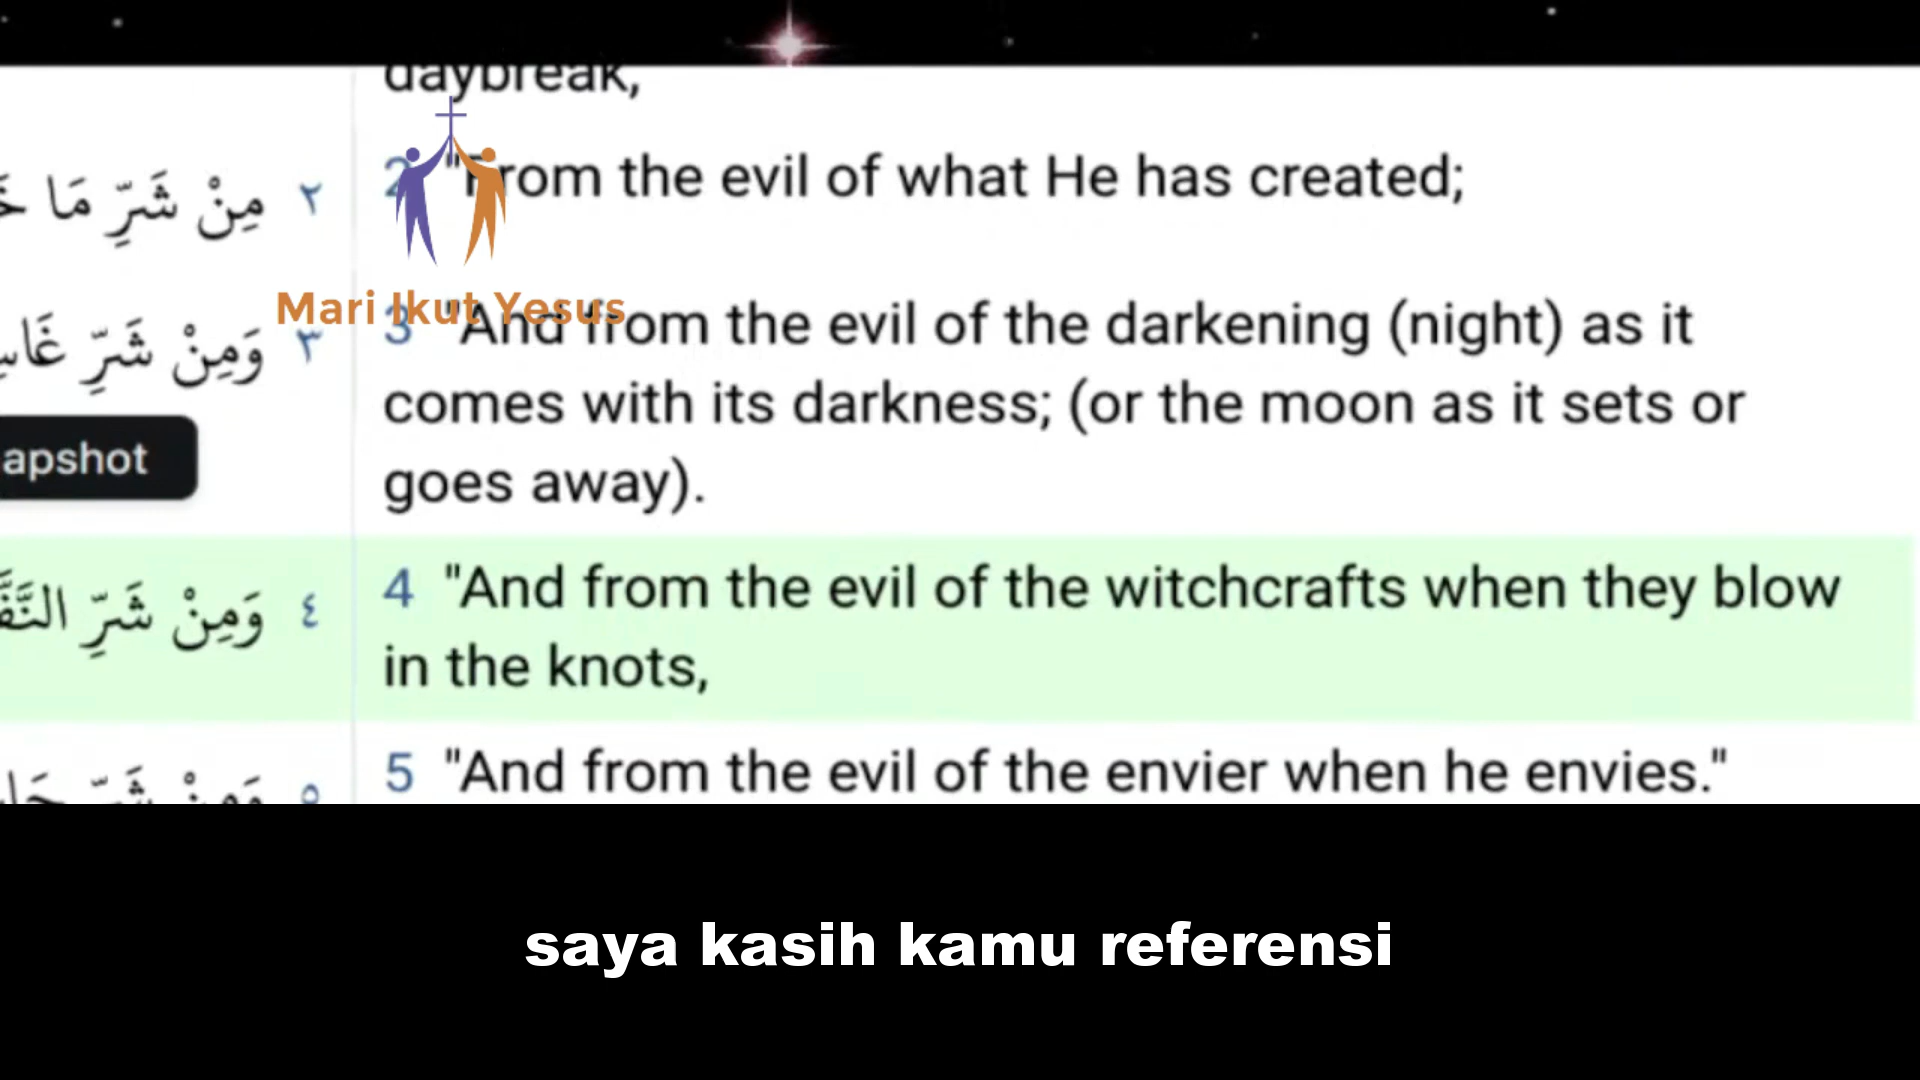 daybreak,
مِنْ شَرِّ مَا ٢
2 "From the evil of what He has created;
Mari Ikut Yesus
وَمِنْ شَرِّ ٣
3 "And from the evil of the darkening (night) as it
comes with its darkness; (or the moon as it sets or
goes away).
apshot
وَمِنْ شَرِّ ٤
4 "And from the evil of the witchcrafts when they blow
in the knots,
5 "And from the evil of the envier when he envies."
saya kasih kamu referensi